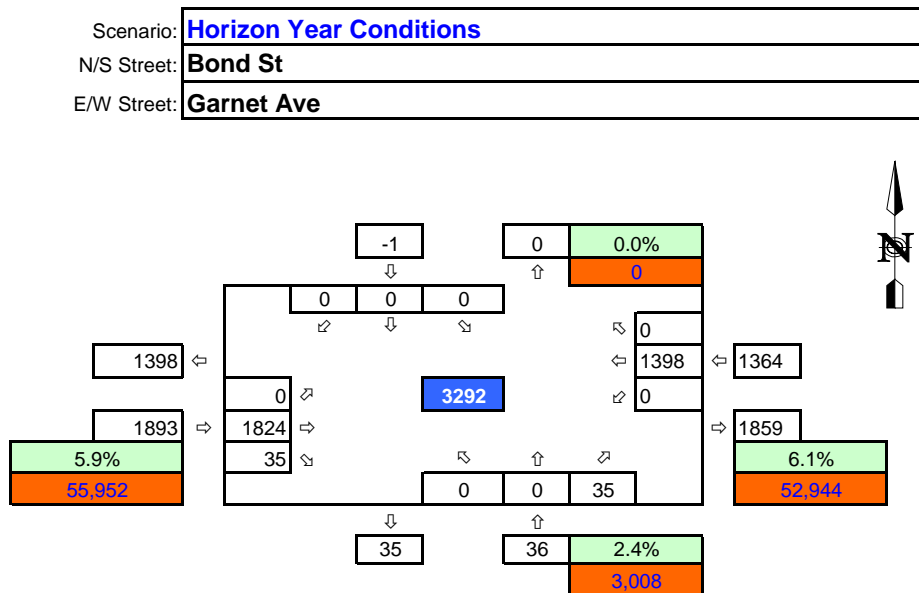 Scenario: Horizon Year Conditions
N/S Street: Bond St
E/W Street: Garnet Ave
N
-1 0 0.0%
⇩ ⇧ 0
0 0 0
⬃ ⇩ ⬂ ⬁ 0
1398 ⇦ ⇦ 1398 ⇦ 1364
0 ⬀ 3292 ⬃ 0
1893 ⇨ 1824 ⇨ ⇨ 1859
5.9% 35 ⬂ ⬁ ⇧ ⬀ 6.1%
55,952 0 0 35 52,944
⇩ ⇧
35 36 2.4%
3,008